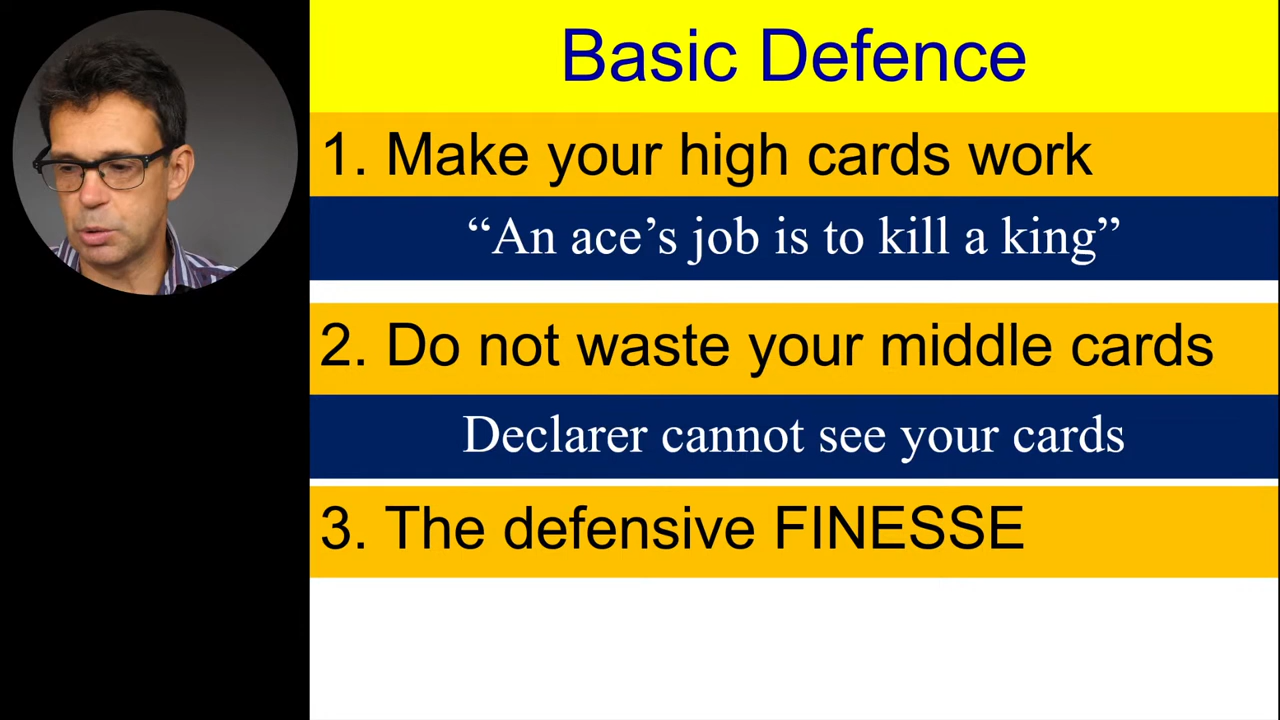 Basic Defence
1. Make your high cards work
“An ace’s job is to kill a king”
2. Do not waste your middle cards
Declarer cannot see your cards
3. The defensive FINESSE